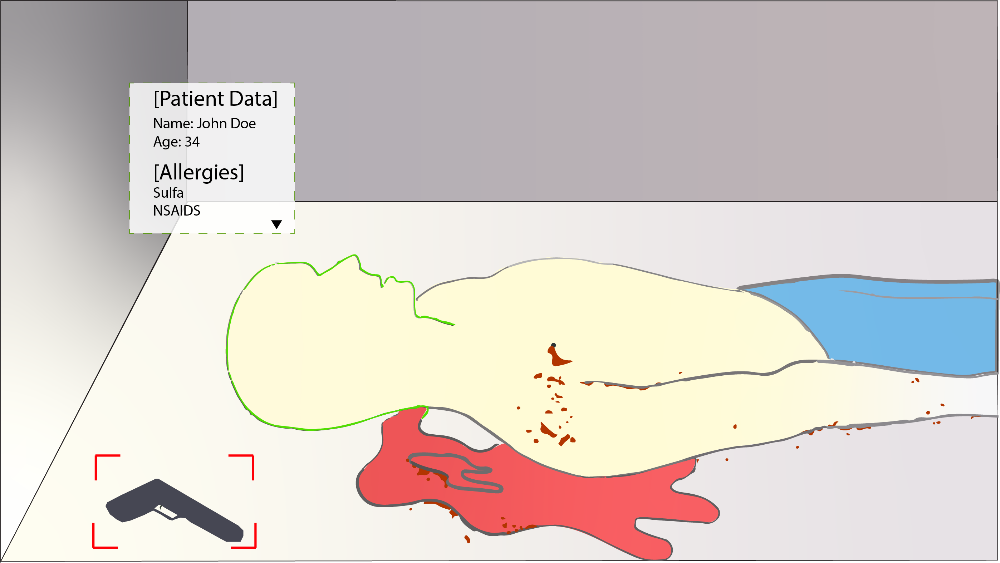 [Patient Data]
Name: John Doe
Age: 34
[Allergies]
Sulfa
NSAIDS